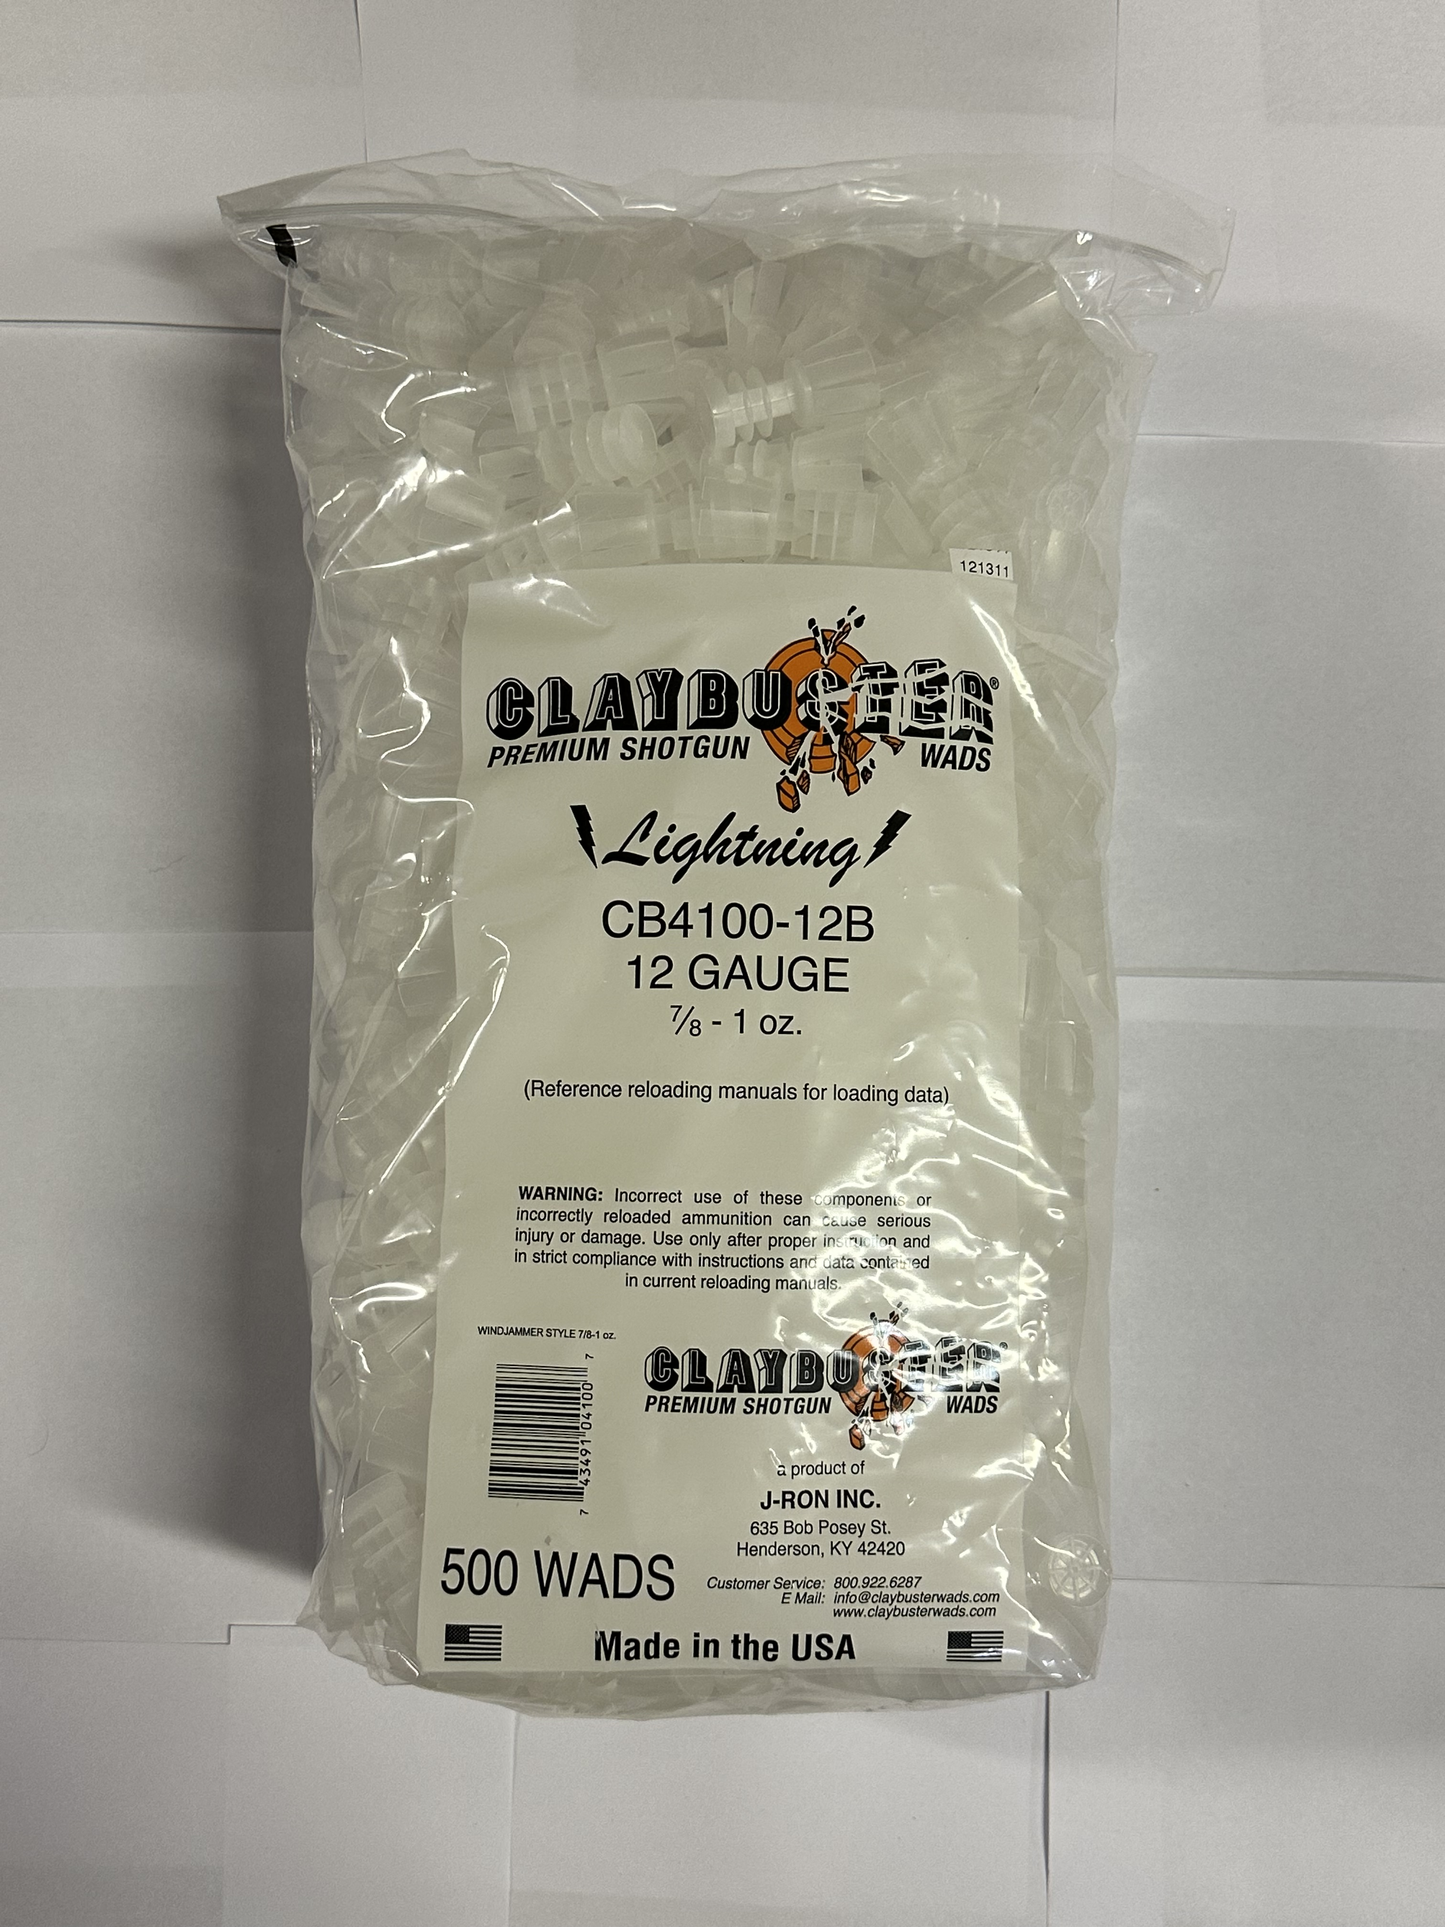 121311
CLAYBUSTER®
PREMIUM SHOTGUN WADS
Lightning
CB4100-12B
12 GAUGE
⅞ - 1 oz.
(Reference reloading manuals for loading data)
WARNING: Incorrect use of these components or
incorrectly reloaded ammunition can cause serious
injury or damage. Use only after proper instruction and
in strict compliance with instructions and data contained
in current reloading manuals.
WINDJAMMER STYLE 7/8-1 oz.
7 43491 04100 7
CLAYBUSTER®
PREMIUM SHOTGUN WADS
a product of
J-RON INC.
635 Bob Posey St.
Henderson, KY 42420
500 WADS
Customer Service: 800.922.6287
E Mail: info@claybusterwads.com
www.claybusterwads.com
Made in the USA